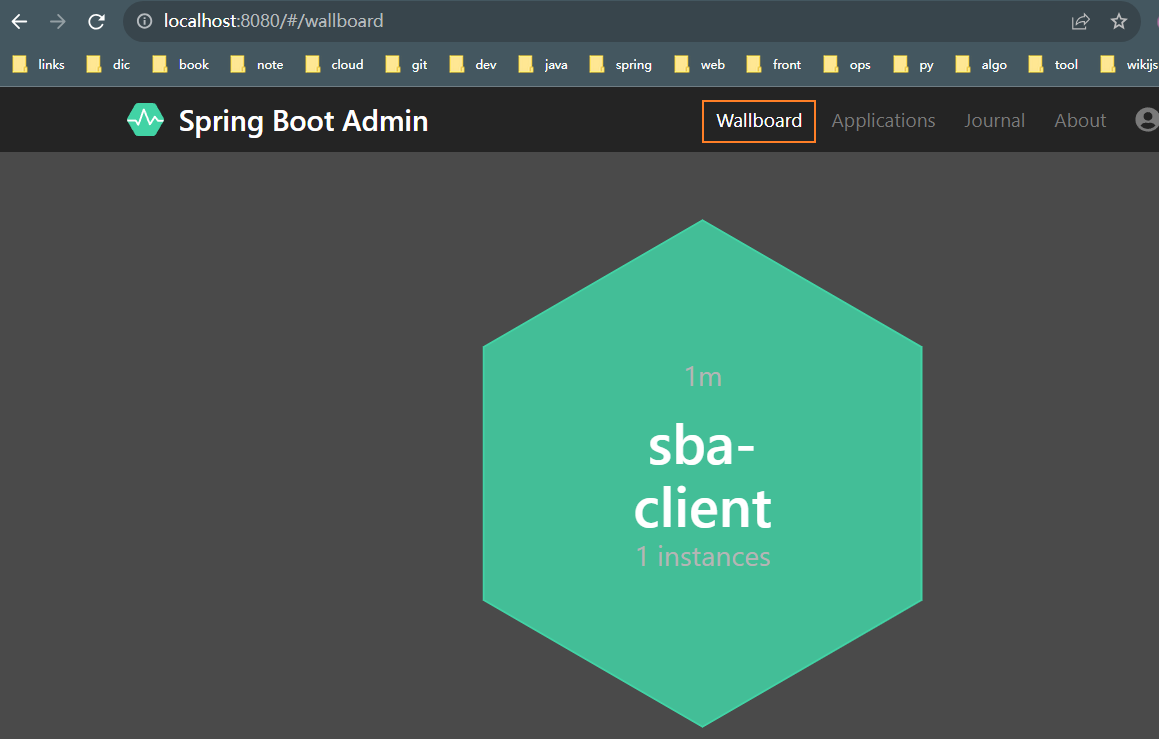 localhost:8080/#/wallboard
links dic book note cloud git dev java spring web front ops py algo tool wikijs
Spring Boot Admin Wallboard Applications Journal About
1m
sba-
client
1 instances